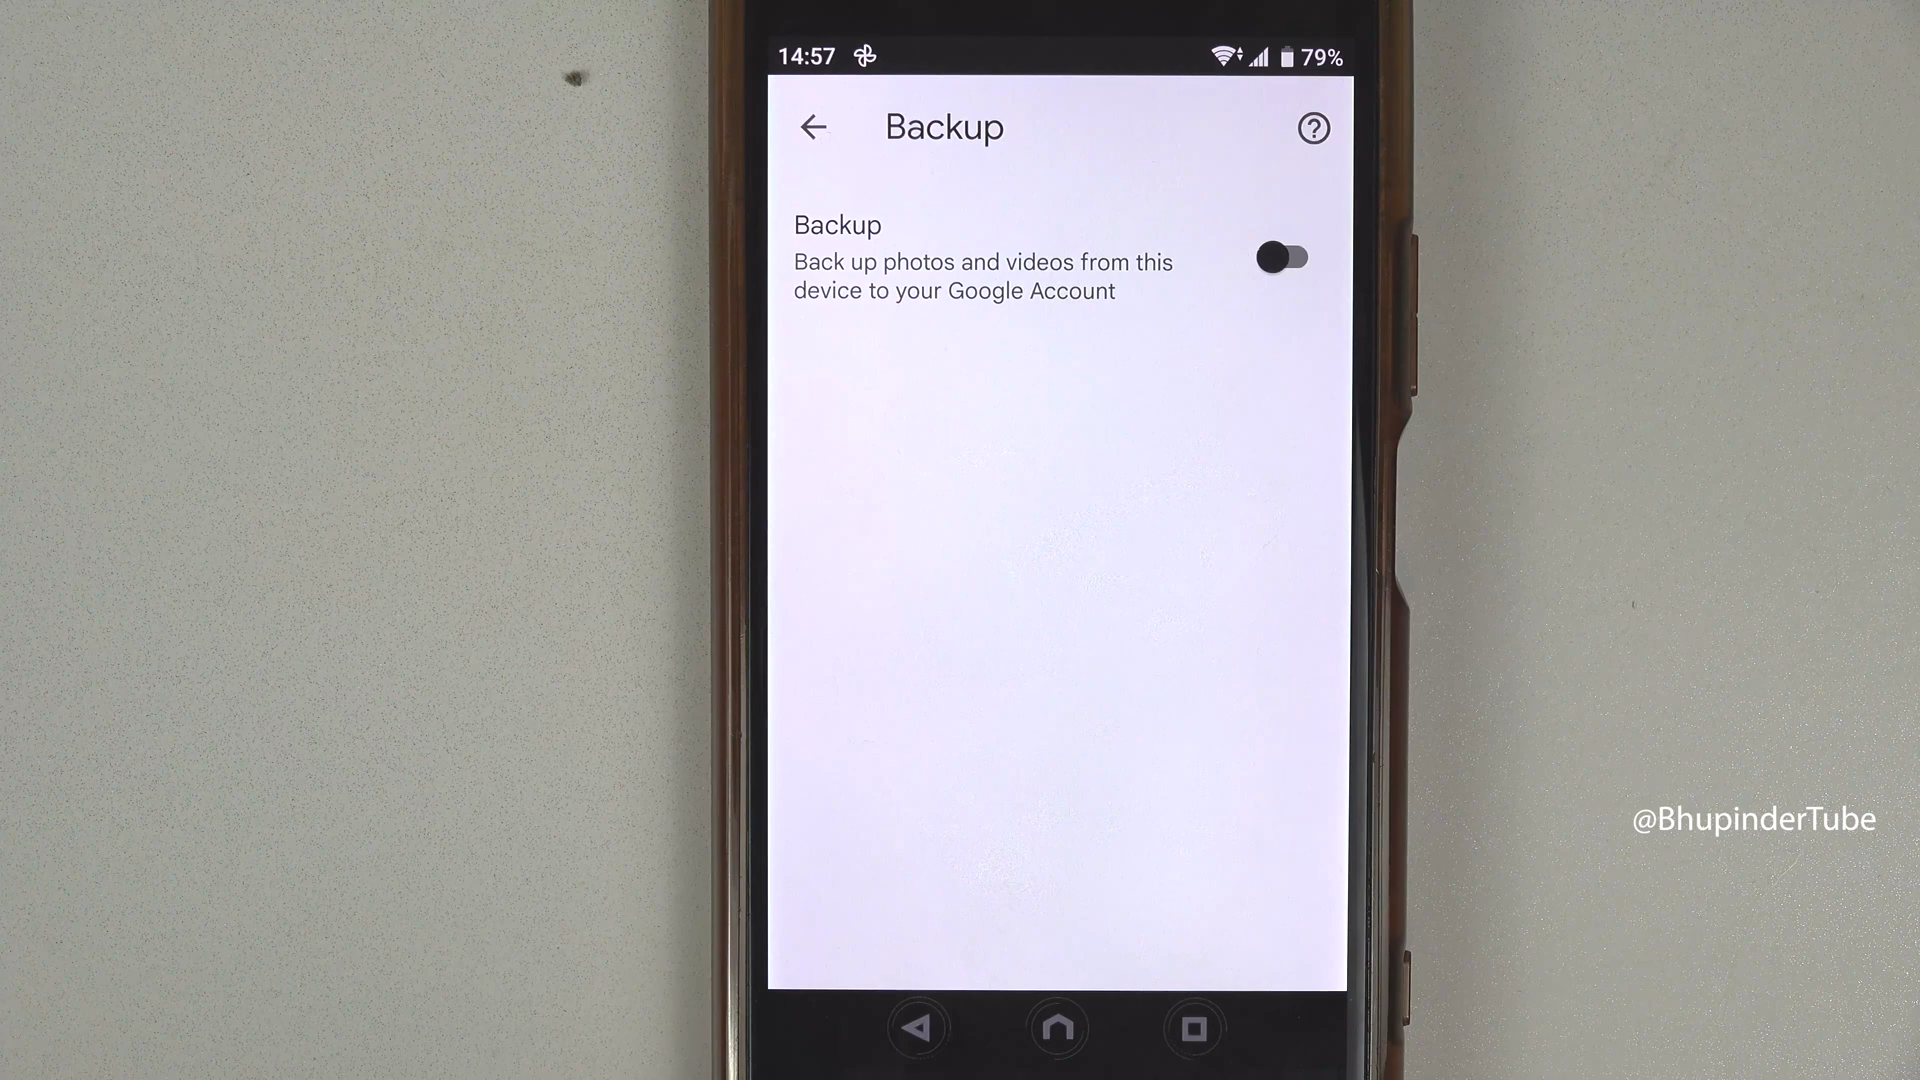 14:57
79%
Backup
Backup
Back up photos and videos from this
device to your Google Account
@BhupinderTube